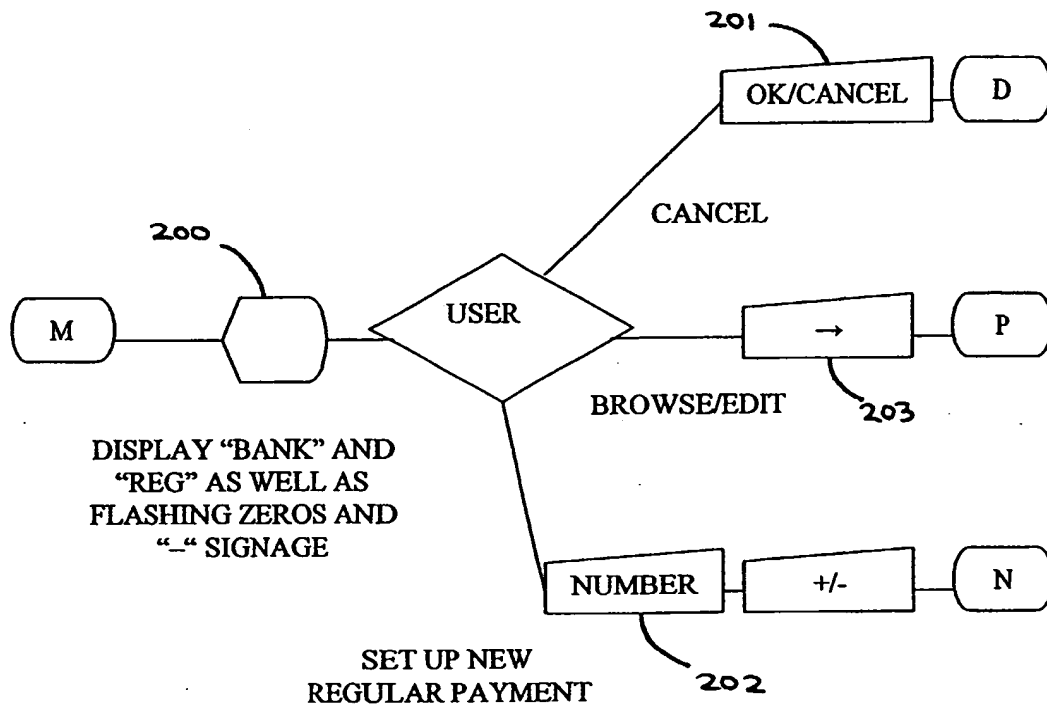 201
OK/CANCEL
D
CANCEL
200
M
USER
→
P
BROWSE/EDIT
203
DISPLAY “BANK” AND
“REG” AS WELL AS
FLASHING ZEROS AND
“–“ SIGNAGE
NUMBER
+/-
N
202
SET UP NEW
REGULAR PAYMENT